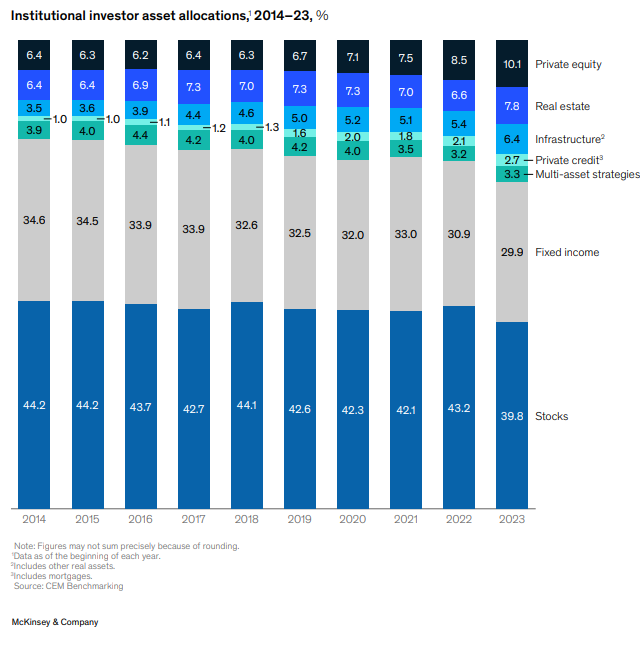 Institutional investor asset allocations,¹ 2014–23, %
6.4 6.3 6.2 6.4 6.3 6.7 7.1 7.5 8.5 10.1 Private equity
6.4 6.4 6.9 7.3 7.0 7.3 7.3 7.0 6.6 7.8 Real estate
3.5 3.6 3.9 4.4 4.6 5.0 5.2 5.1 5.4 6.4 Infrastructure²
1.0 1.0 1.1 1.2 1.3 1.6 2.0 1.8 2.1 2.7 Private credit³
3.9 4.0 4.4 4.2 4.0 4.2 4.0 3.5 3.2 3.3 Multi-asset strategies
34.6 34.5 33.9 33.9 32.6 32.5 32.0 33.0 30.9 29.9 Fixed income
44.2 44.2 43.7 42.7 44.1 42.6 42.3 42.1 43.2 39.8 Stocks
2014 2015 2016 2017 2018 2019 2020 2021 2022 2023
Note: Figures may not sum precisely because of rounding.
¹Data as of the beginning of each year.
²Includes other real assets.
³Includes mortgages.
Source: CEM Benchmarking
McKinsey & Company